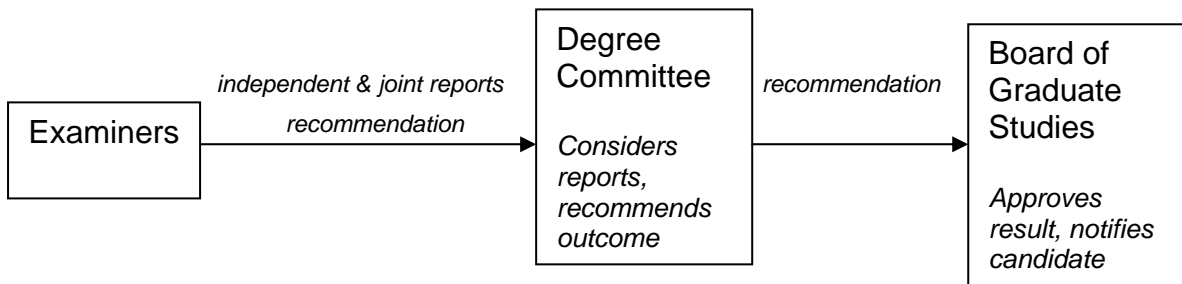 Examiners
independent & joint reports
recommendation
Degree
Committee
Considers
reports,
recommends
outcome
recommendation
Board of
Graduate
Studies
Approves
result, notifies
candidate